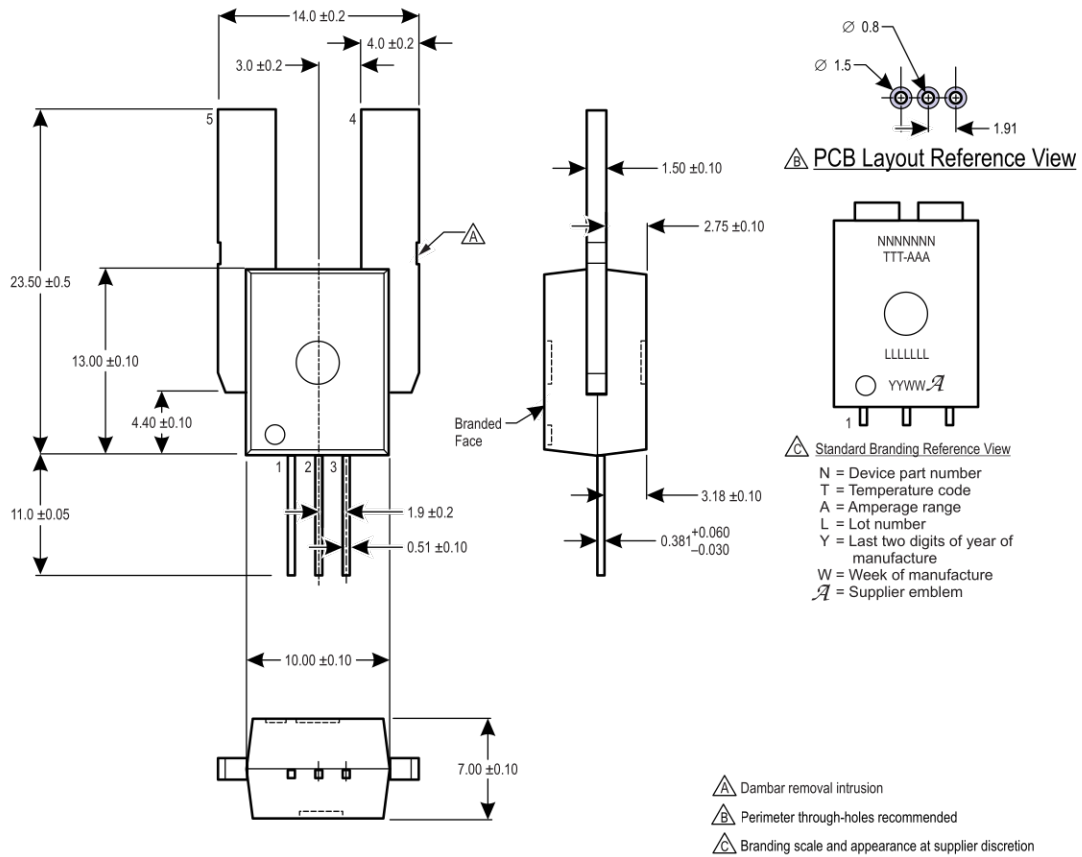 14.0 ±0.2
4.0 ±0.2
3.0 ±0.2
5
4
A
23.50 ±0.5
13.00 ±0.10
4.40 ±0.10
1
2
3
11.0 ±0.05
1.9 ±0.2
0.51 ±0.10
10.00 ±0.10
7.00 ±0.10
1.50 ±0.10
2.75 ±0.10
Branded
Face
3.18 ±0.10
0.381 +0.060
–0.030
Ø 0.8
Ø 1.5
1.91
B PCB Layout Reference View
NNNNNNN
TTT-AAA
LLLLLLL
YYWW A
1
C Standard Branding Reference View
N = Device part number
T = Temperature code
A = Amperage range
L = Lot number
Y = Last two digits of year of
manufacture
W = Week of manufacture
A = Supplier emblem
A Dambar removal intrusion
B Perimeter through-holes recommended
C Branding scale and appearance at supplier discretion